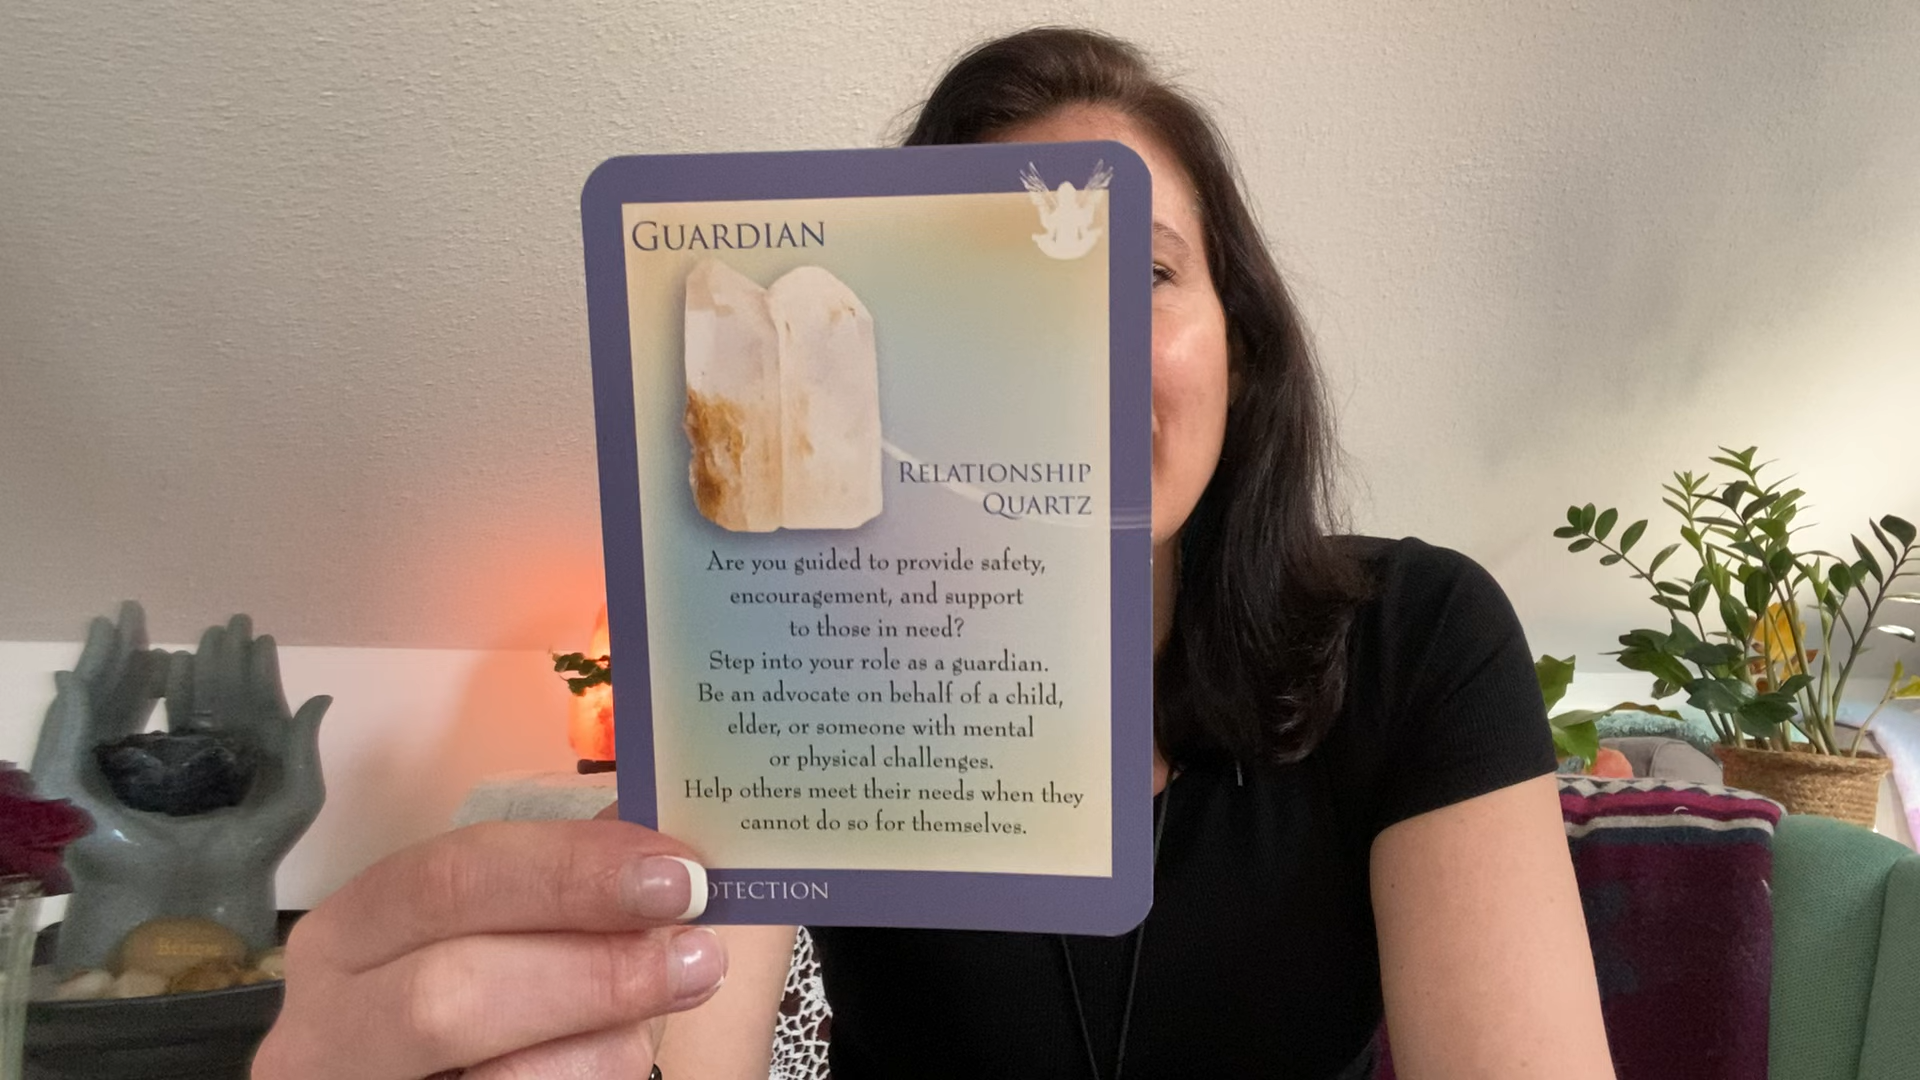 GUARDIAN
RELATIONSHIP
QUARTZ
Are you guided to provide safety,
encouragement, and support
to those in need?
Step into your role as a guardian.
Be an advocate on behalf of a child,
elder, or someone with mental
or physical challenges.
Help others meet their needs when they
cannot do so for themselves.
OTECTION
Believe